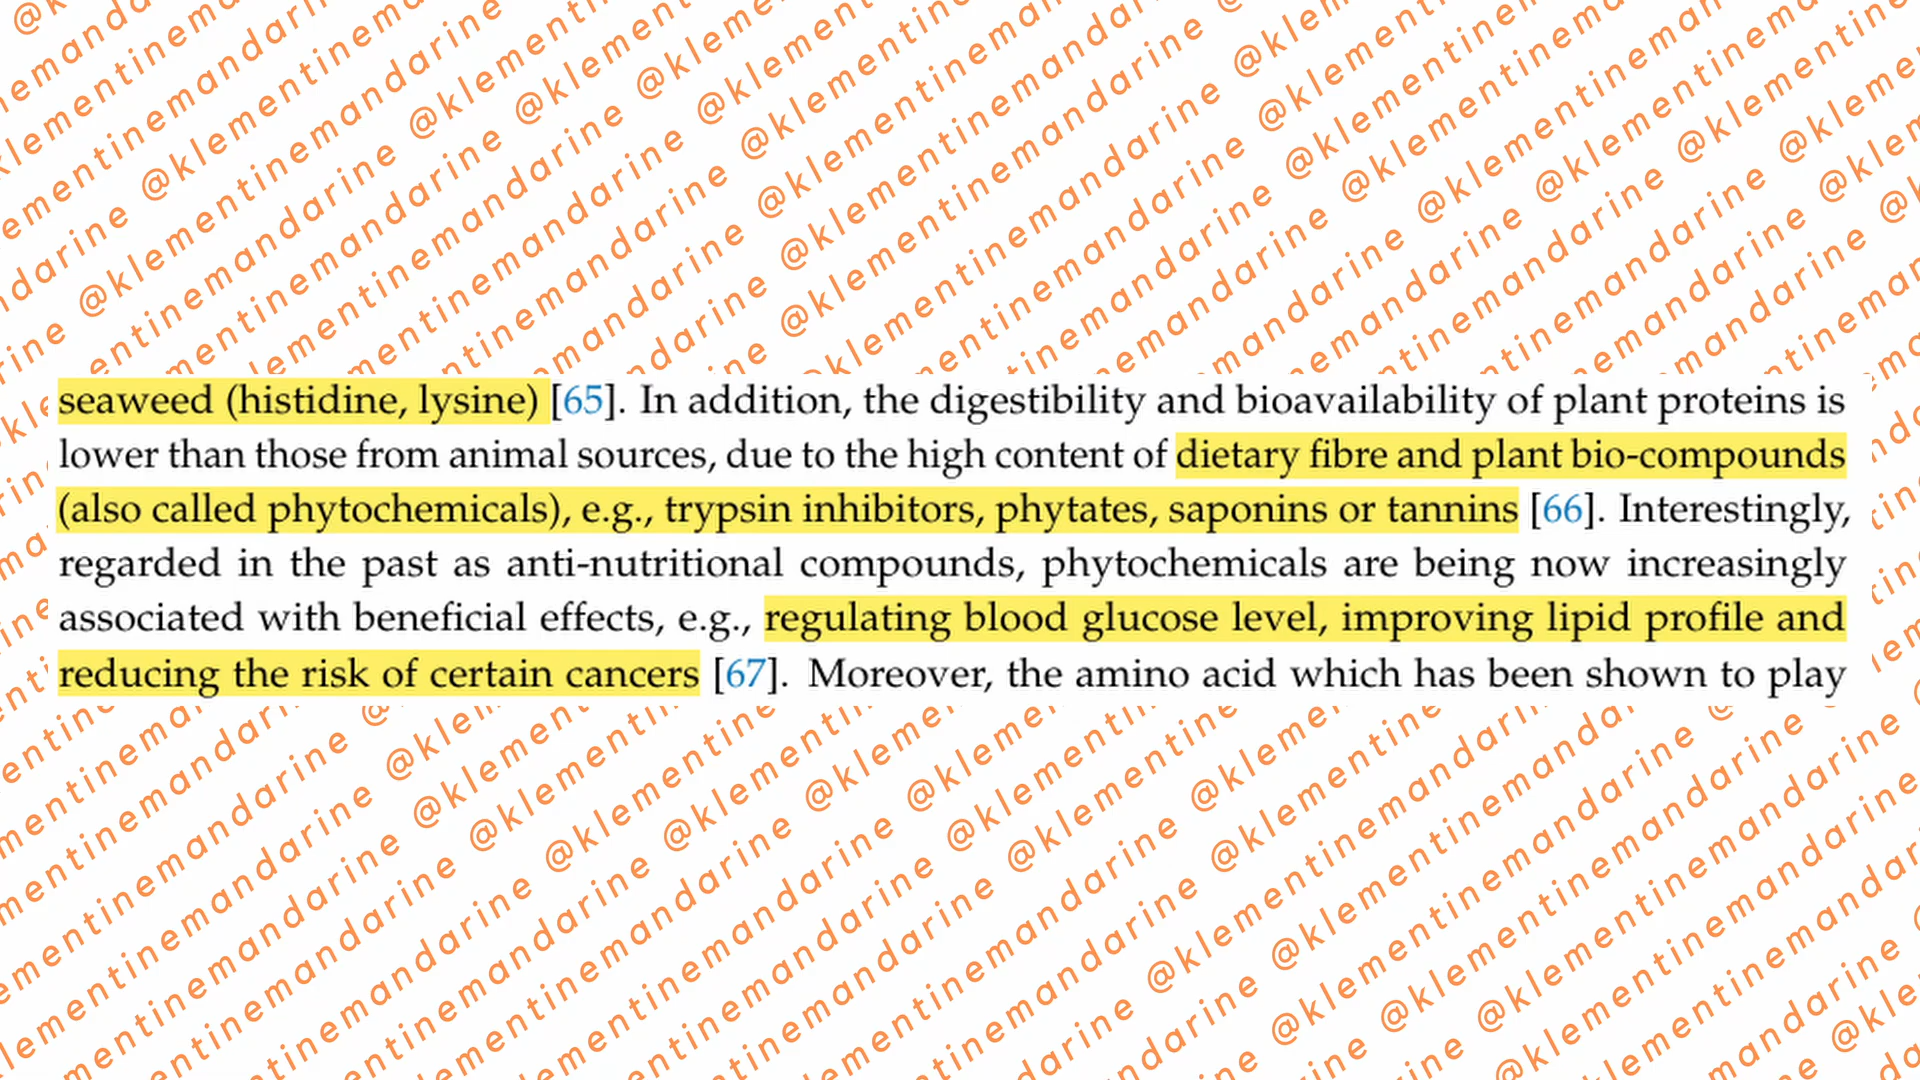 seaweed (histidine, lysine) [65]. In addition, the digestibility and bioavailability of plant proteins is
lower than those from animal sources, due to the high content of dietary fibre and plant bio-compounds
(also called phytochemicals), e.g., trypsin inhibitors, phytates, saponins or tannins [66]. Interestingly,
regarded in the past as anti-nutritional compounds, phytochemicals are being now increasingly
associated with beneficial effects, e.g., regulating blood glucose level, improving lipid profile and
reducing the risk of certain cancers [67]. Moreover, the amino acid which has been shown to play
@klementinemandarine